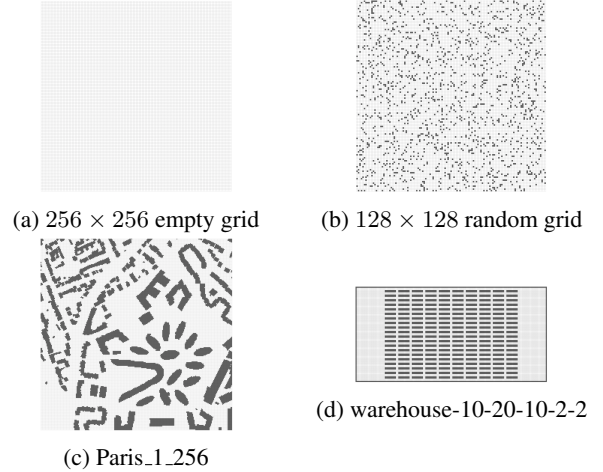 (a) 256 × 256 empty grid
(b) 128 × 128 random grid
(c) Paris_1_256
(d) warehouse-10-20-10-2-2